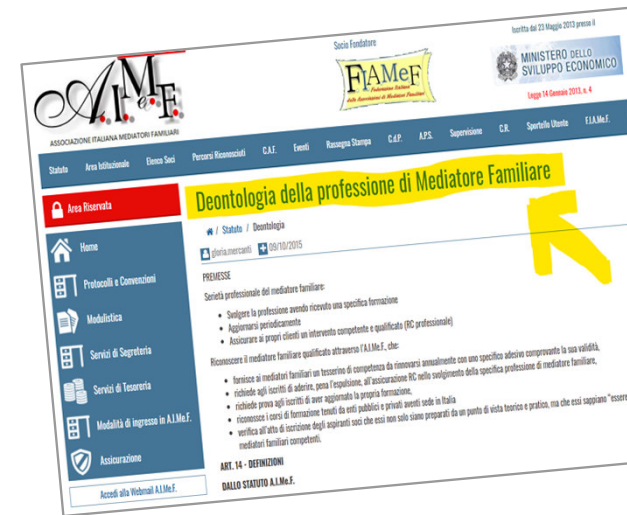 A.I.Me.F.
ASSOCIAZIONE ITALIANA MEDIATORI FAMILIARI
Socio Fondatore
FIAMeF
Federazione Italiana
delle Associazioni di Mediatori Familiari
Iscritta dal 23 Maggio 2013 presso il
MINISTERO DELLO
SVILUPPO ECONOMICO
Legge 14 Gennaio 2013, n. 4
Statuto Area Istituzionale Elenco Soci Percorsi Riconosciuti C.A.F. Eventi Rassegna Stampa C.d.P. A.P.S. Supervisione C.R. Sportello Utente F.I.A.Me.F.
Area Riservata
Home
Protocolli e Convenzioni
Modulistica
Servizi di Segreteria
Servizi di Tesoreria
Modalità di ingresso in A.I.Me.F.
Assicurazione
Accedi alla Webmail A.I.Me.F.
Deontologia della professione di Mediatore Familiare
/ Statuto / Deontologia
gloria.mercanti 09/10/2015
PREMESSE
Serietà professionale del mediatore familiare:
• Svolgere la professione avendo ricevuto una specifica formazione
• Aggiornarsi periodicamente
• Assicurare ai propri clienti un intervento competente e qualificato (RC professionale)
Riconoscere il mediatore familiare qualificato attraverso l'A.I.Me.F., che:
• fornisce ai mediatori familiari un tesserino di competenza da rinnovarsi annualmente con uno specifico adesivo comprovante la sua validità,
• richiede agli iscritti di aderire, pena l'espulsione, all'assicurazione RC nello svolgimento della specifica professione di mediatore familiare,
• richiede prova agli iscritti di aver aggiornato la propria formazione,
• riconosce i corsi di formazione tenuti da enti pubblici e privati aventi sede in Italia
• verifica all'atto di iscrizione degli aspiranti soci che essi non solo siano preparati da un punto di vista teorico e pratico, ma che essi sappiano "essere
mediatori familiari competenti.
ART. 14 - DEFINIZIONI
DALLO STATUTO A.I.Me.F.